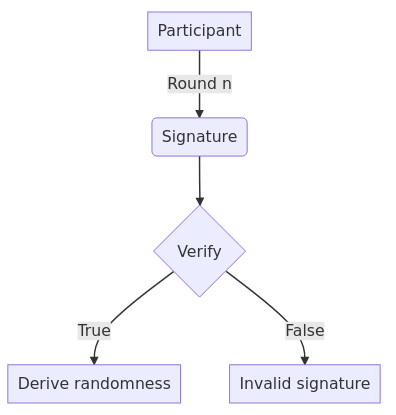 Participant
Round n
Signature
Verify
True
False
Derive randomness
Invalid signature